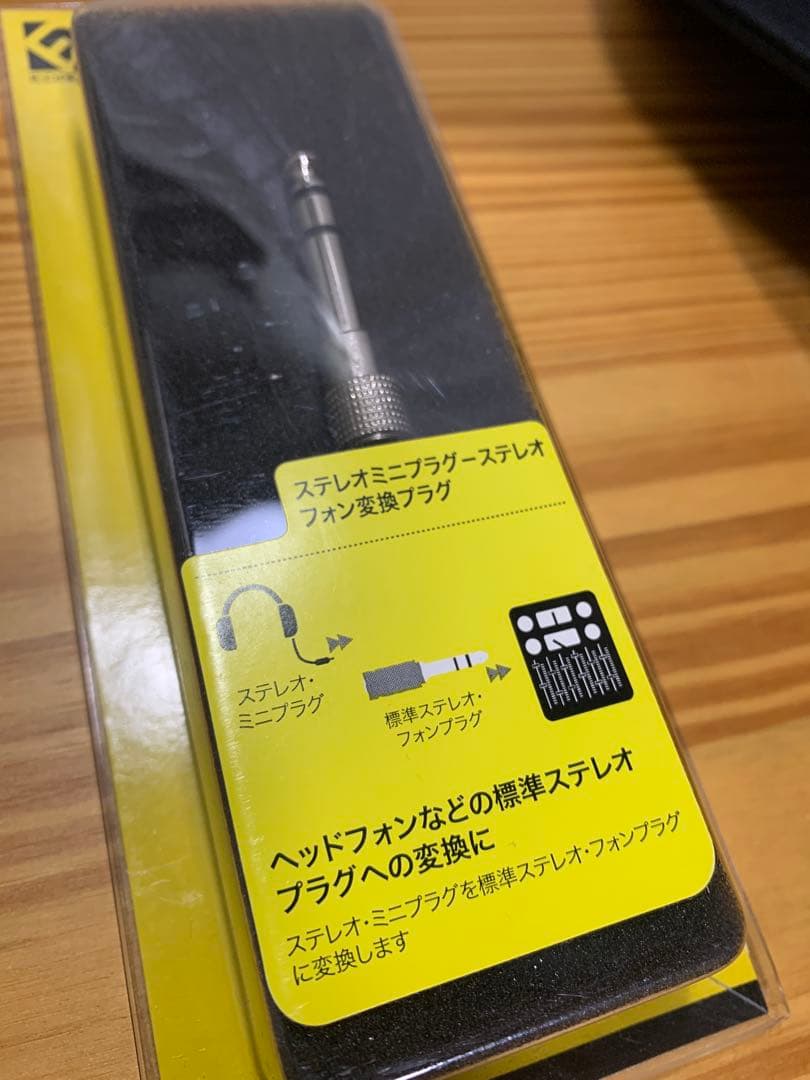 ステレオミニプラグーステレオ
フォン変換プラグ
ステレオ・
ミニプラグ
標準ステレオ・
フォンプラグ
ヘッドフォンなどの標準ステレオ
プラグへの変換に
ステレオ・ミニプラグを標準ステレオ・フォンプラグ
に変換します